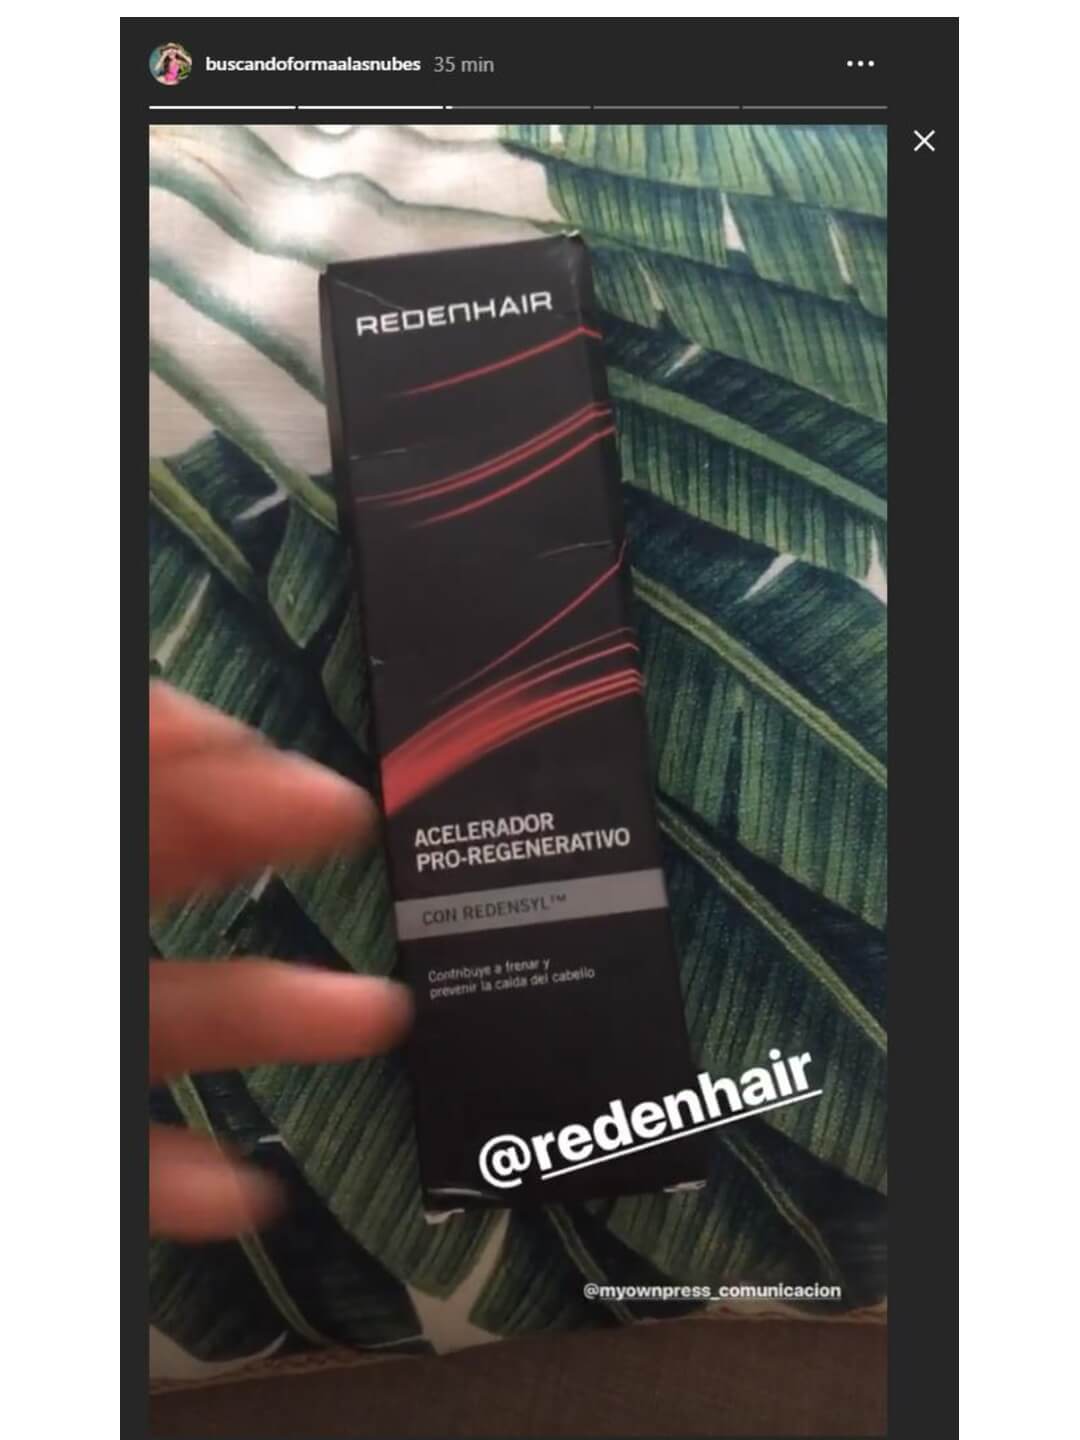 buscandoformaalasnubes 35 min
REDENHAIR
ACELERADOR
PRO-REGENERATIVO
CON REDENSYL™
Contribuye a frenar y
prevenir la caída del cabello
@redenhair
@myownpress_comunicacion